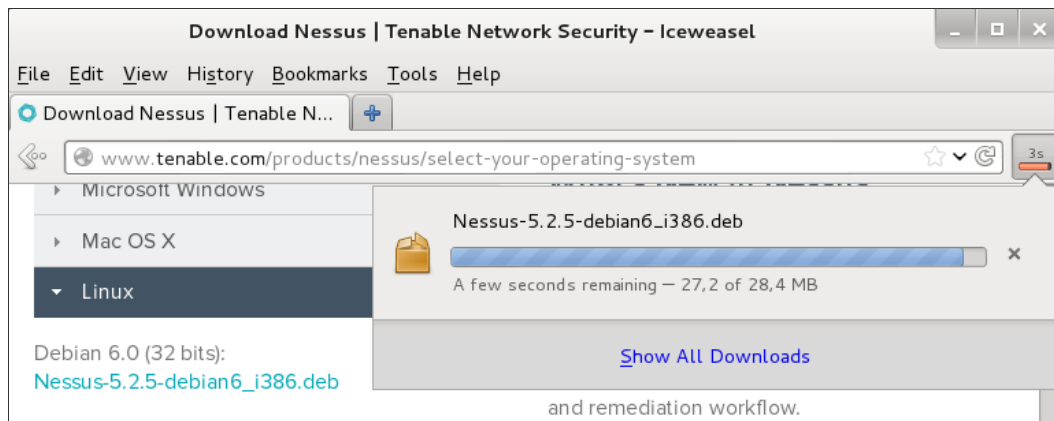 Download Nessus | Tenable Network Security – Iceweasel
File Edit View History Bookmarks Tools Help
Download Nessus | Tenable N...
www.tenable.com/products/nessus/select-your-operating-system
3s
Microsoft Windows
Nessus-5.2.5-debian6_i386.deb
Mac OS X
A few seconds remaining — 27,2 of 28,4 MB
Linux
Show All Downloads
Debian 6.0 (32 bits):
Nessus-5.2.5-debian6_i386.deb
and remediation workflow.